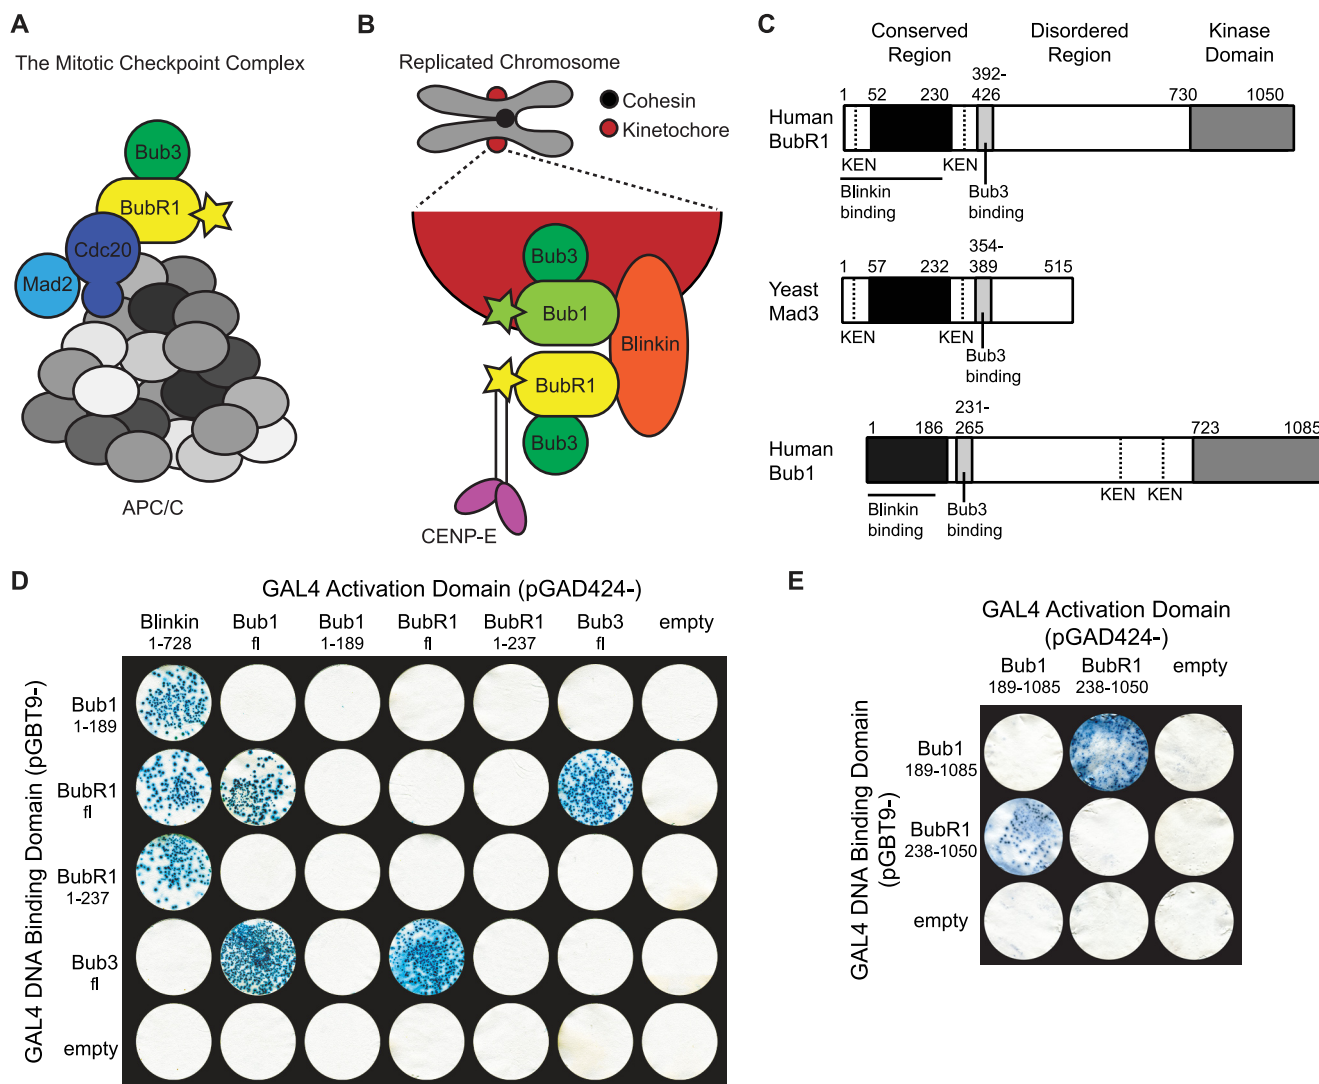 A
The Mitotic Checkpoint Complex
Bub3
BubR1
Cdc20
Mad2
APC/C
B
Replicated Chromosome
Cohesin
Kinetochore
Bub3
Bub1
Blinkin
BubR1
Bub3
CENP-E
C
Conserved Region
Disordered Region
Kinase Domain
Human BubR1
1 52 230 392-426 730 1050
KEN KEN
Blinkin binding
Bub3 binding
Yeast Mad3
1 57 232 354-389 515
KEN KEN
Bub3 binding
Human Bub1
1 186 231-265 723 1085
KEN KEN
Blinkin binding
Bub3 binding
D
GAL4 Activation Domain (pGAD424-)
Blinkin Bub1 Bub1 BubR1 BubR1 Bub3 empty
1-728 fl 1-189 fl 1-237 fl
GAL4 DNA Binding Domain (pGBT9-)
Bub1
1-189
BubR1
fl
BubR1
1-237
Bub3
fl
empty
E
GAL4 Activation Domain
(pGAD424-)
Bub1 BubR1 empty
189-1085 238-1050
GAL4 DNA Binding Domain
(pGBT9-)
Bub1
189-1085
BubR1
238-1050
empty